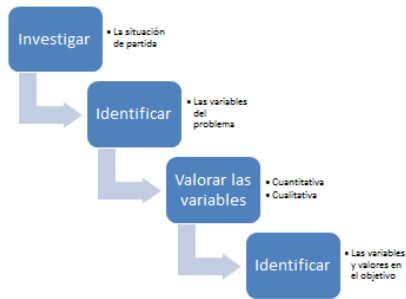 Investigar
• La situación
de partida
Identificar
• Las variables
del
problema
Valorar las
variables
• Cuantitativa
• Cualitativa
Identificar
• Las variables
y valores en
el objetivo